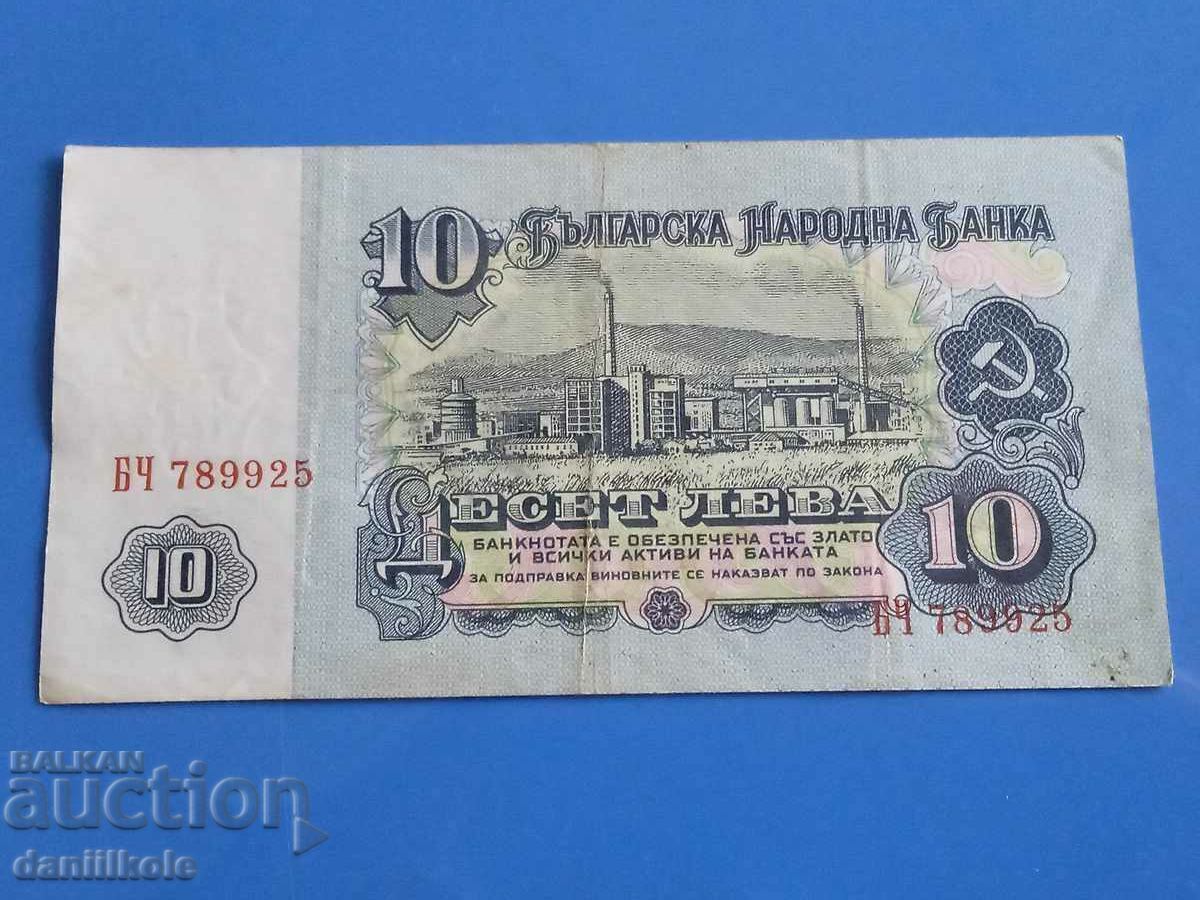 10 Българска Народна Банка
БЧ 789925
Десет лева
10
10
БАНКНОТАТА Е ОБЕЗПЕЧЕНА СЪС ЗЛАТО
И ВСИЧКИ АКТИВИ НА БАНКАТА
ЗА ПОДПРАВКА ВИНОВНИТЕ СЕ НАКАЗВАТ ПО ЗАКОНА
БЧ 789925
BALKAN
auction
daniilkole